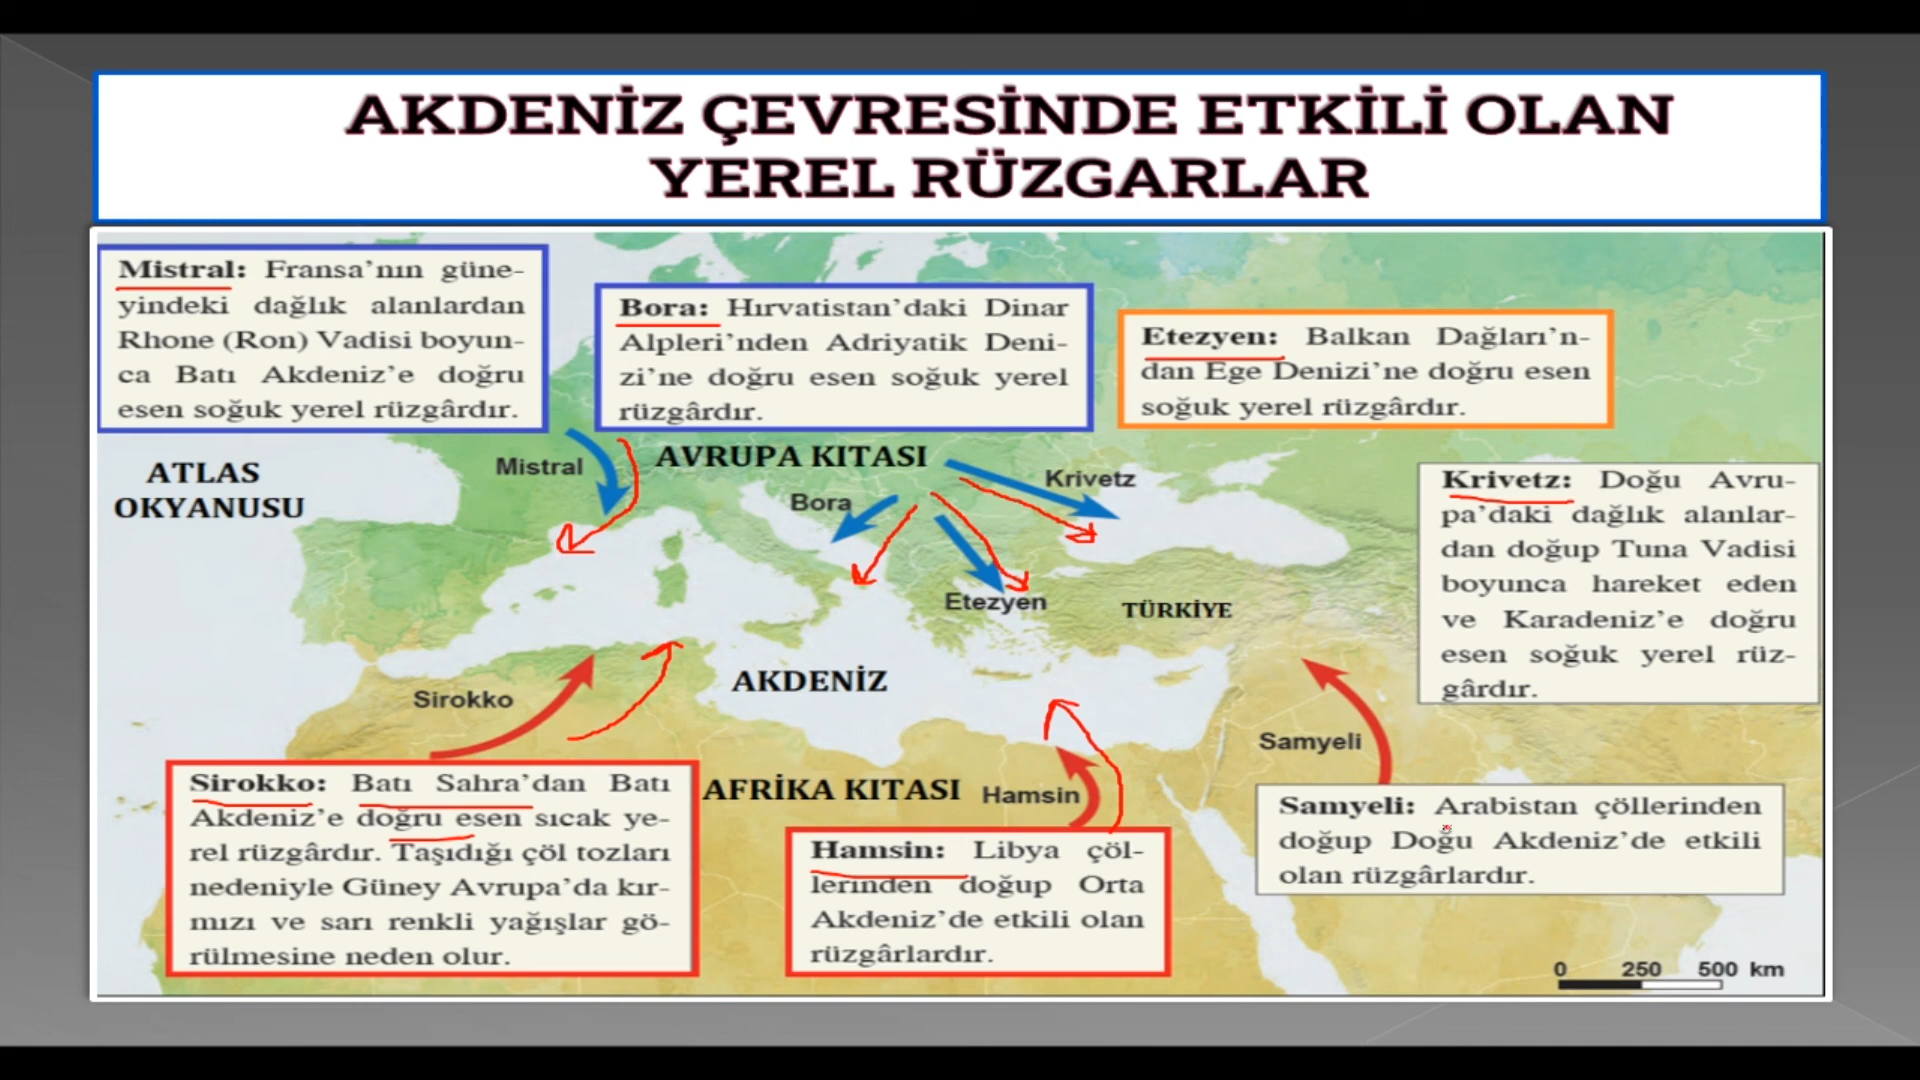 AKDENİZ ÇEVRESİNDE ETKİLİ OLAN
YEREL RÜZGARLAR
Mistral: Fransa'nın güne-
yindeki dağlık alanlardan
Rhone (Ron) Vadisi boyun-
ca Batı Akdeniz'e doğru
esen soğuk yerel rüzgârdır.
Bora: Hırvatistan'daki Dinar
Alpleri'nden Adriyatik Deni-
zi'ne doğru esen soğuk yerel
rüzgârdır.
Etezyen: Balkan Dağları'n-
dan Ege Denizi'ne doğru esen
soğuk yerel rüzgârdır.
ATLAS
OKYANUSU
Mistral
AVRUPA KITASI
Bora
Krivetz
Krivetz: Doğu Avru-
pa'daki dağlık alanlar-
dan doğup Tuna Vadisi
boyunca hareket eden
ve Karadeniz'e doğru
esen soğuk yerel rüz-
gârdır.
Etezyen
TÜRKİYE
AKDENİZ
Sirokko
Samyeli
Sirokko: Batı Sahra'dan Batı
Akdeniz'e doğru esen sıcak ye-
rel rüzgârdır. Taşıdığı çöl tozları
nedeniyle Güney Avrupa'da kır-
mızı ve sarı renkli yağışlar gö-
rülmesine neden olur.
AFRİKA KITASI
Hamsin
Hamsin: Libya çöl-
lerinden doğup Orta
Akdeniz'de etkili olan
rüzgârlardır.
Samyeli: Arabistan çöllerinden
doğup Doğu Akdeniz'de etkili
olan rüzgârlardır.
0 250 500 km